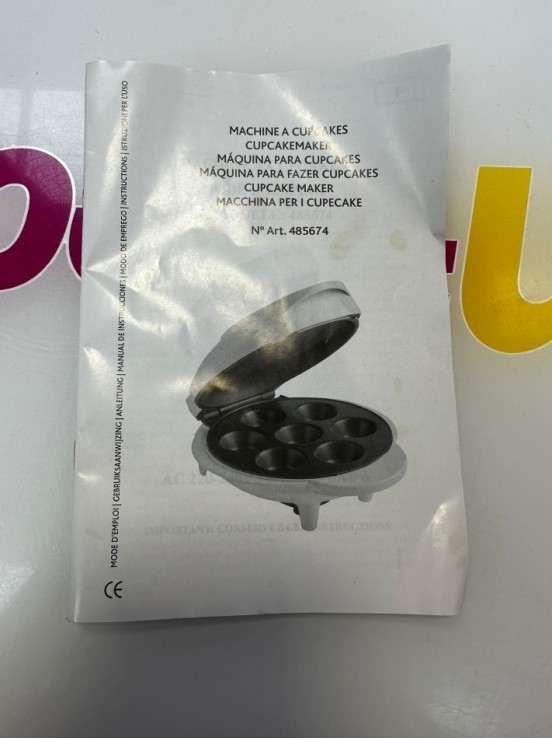 MACHINE A CUPCAKES
CUPCAKEMAKER
MÁQUINA PARA CUPCAKES
MÁQUINA PARA FAZER CUPCAKES
CUPCAKE MAKER
MACCHINA PER I CUPECAKE
N° Art. 485674
MODE D'EMPLOI | GEBRUIKSAANWIJZING | ANLEITUNG | MANUAL DE INSTRUCCIONES | MODO DE EMPREGO | INSTRUCTIONS | ISTRUZIONI PER L'USO
CE